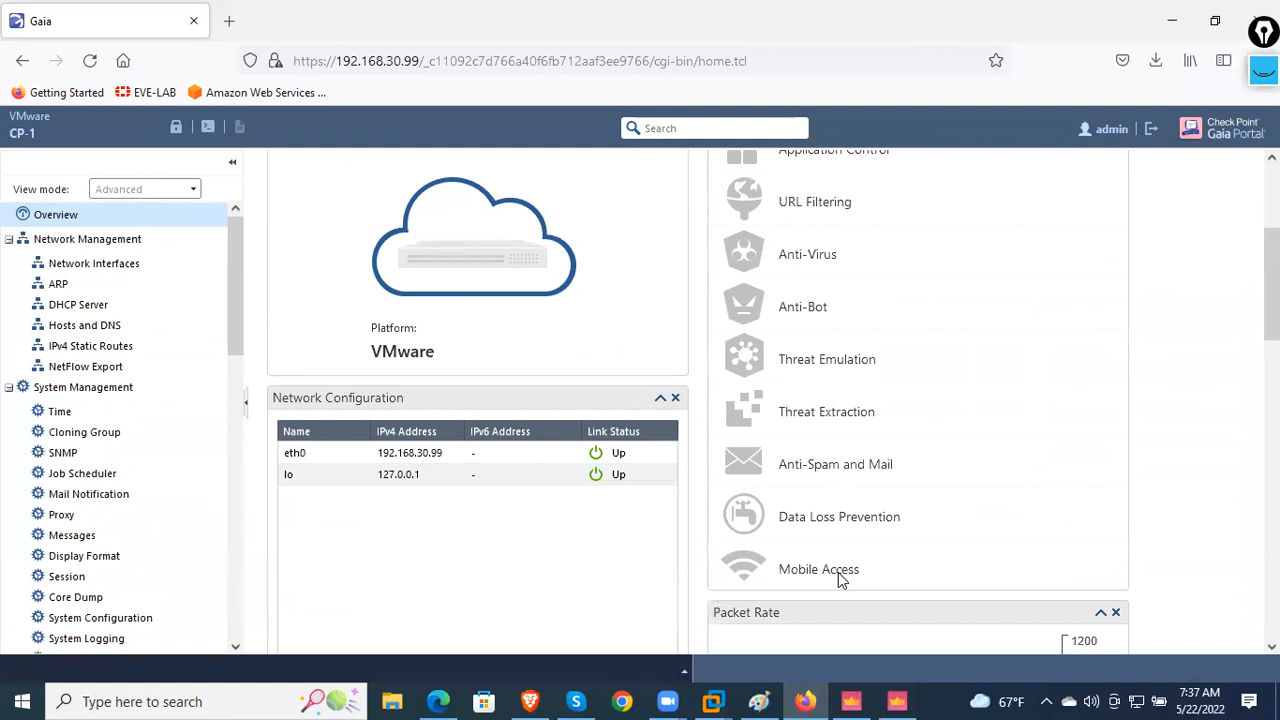 Gaia
https://192.168.30.99/_c11092c7d766a40f6fb712aaf3ee9766/cgi-bin/home.tcl
Getting Started
EVE-LAB
Amazon Web Services ...
VMware
CP-1
Search
admin
Check Point
Gaia Portal
View mode:
Advanced
Overview
Network Management
Network Interfaces
ARP
DHCP Server
Hosts and DNS
IPv4 Static Routes
NetFlow Export
System Management
Time
Cloning Group
SNMP
Job Scheduler
Mail Notification
Proxy
Messages
Display Format
Session
Core Dump
System Configuration
System Logging
Platform:
VMware
Network Configuration
Name IPv4 Address IPv6 Address Link Status
eth0 192.168.30.99 - Up
lo 127.0.0.1 - Up
Application Control
URL Filtering
Anti-Virus
Anti-Bot
Threat Emulation
Threat Extraction
Anti-Spam and Mail
Data Loss Prevention
Mobile Access
Packet Rate
1200
Type here to search
67°F
7:37 AM
5/22/2022